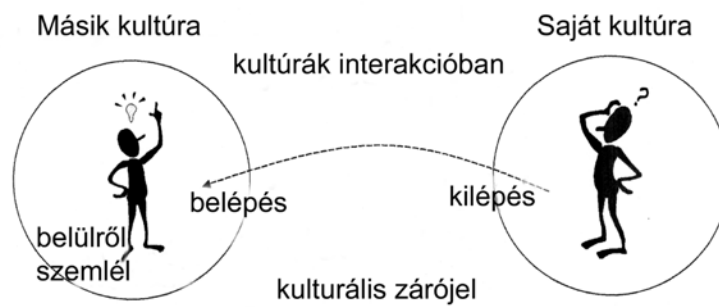 Másik kultúra
Saját kultúra
kultúrák interakcióban
?
belépés
kilépés
belülről
szemlél
kulturális zárójel